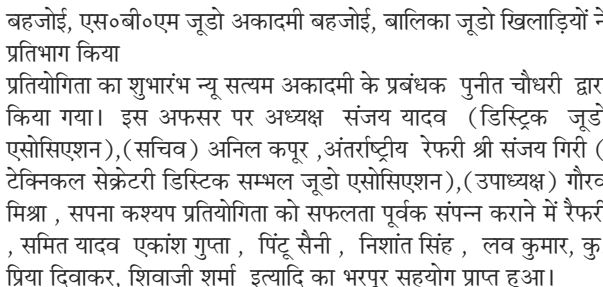 बहजोई, एस०बी०एम जूडो अकादमी बहजोई, बालिका जूडो खिलाड़ियों ने
प्रतिभाग किया
प्रतियोगिता का शुभारंभ न्यू सत्यम अकादमी के प्रबंधक पुनीत चौधरी द्वार
किया गया। इस अफसर पर अध्यक्ष संजय यादव (डिस्ट्रिक जूडो
एसोसिएशन),(सचिव) अनिल कपूर ,अंतर्राष्ट्रीय रेफरी श्री संजय गिरी (
टेक्निकल सेक्रेटरी डिस्टिक सम्भल जूडो एसोसिएशन),(उपाध्यक्ष) गौरव
मिश्रा , सपना कश्यप प्रतियोगिता को सफलता पूर्वक संपन्न कराने में रैफरी
, समित यादव एकांश गुप्ता , पिंटू सैनी , निशांत सिंह , लव कुमार, कु
प्रिया दिवाकर, शिवाजी शर्मा इत्यादि का भरपूर सहयोग प्राप्त हुआ।